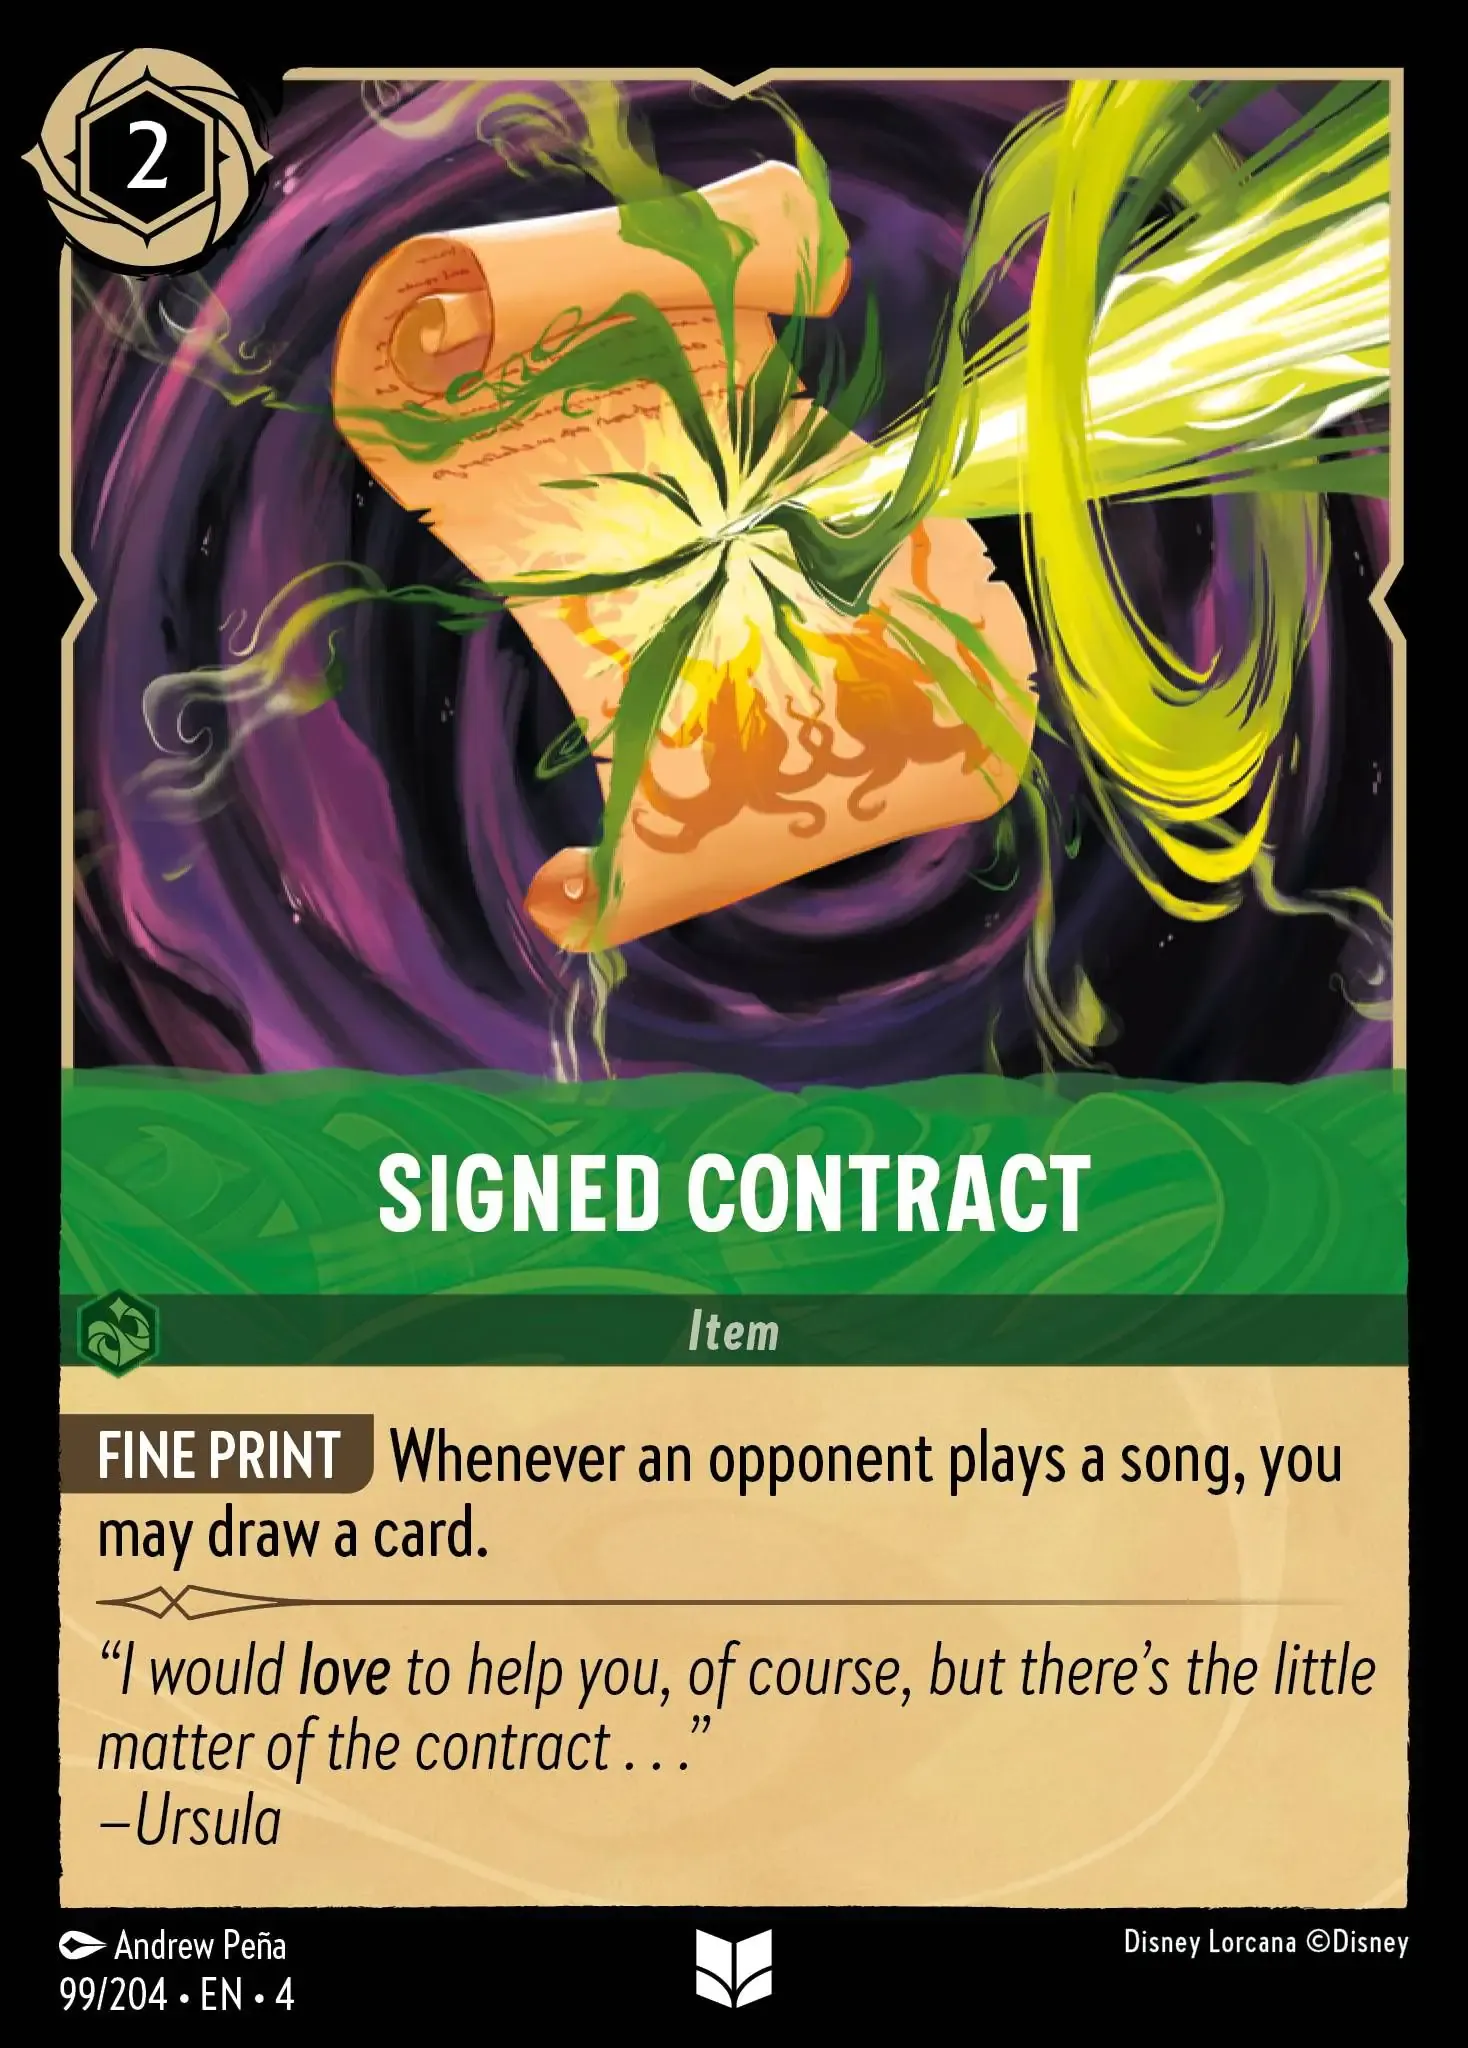 2
SIGNED CONTRACT
Item
FINE PRINT Whenever an opponent plays a song, you
may draw a card.
“I would love to help you, of course, but there’s the little
matter of the contract . . .”
–Ursula
Andrew Peña
Disney Lorcana ©Disney
99/204 • EN • 4